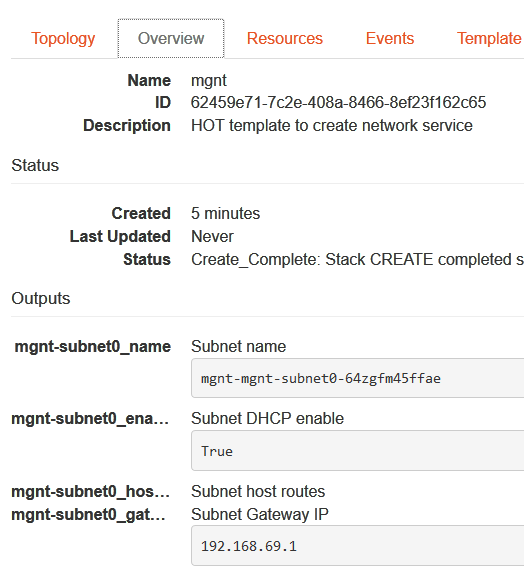 Topology Overview Resources Events Template
Name mgnt
ID 62459e71-7c2e-408a-8466-8ef23f162c65
Description HOT template to create network service
Status
Created 5 minutes
Last Updated Never
Status Create_Complete: Stack CREATE completed s
Outputs
mgnt-subnet0_name Subnet name
mgnt-mgnt-subnet0-64zgfm45ffae
mgnt-subnet0_ena… Subnet DHCP enable
True
mgnt-subnet0_hos… Subnet host routes
mgnt-subnet0_gat… Subnet Gateway IP
192.168.69.1